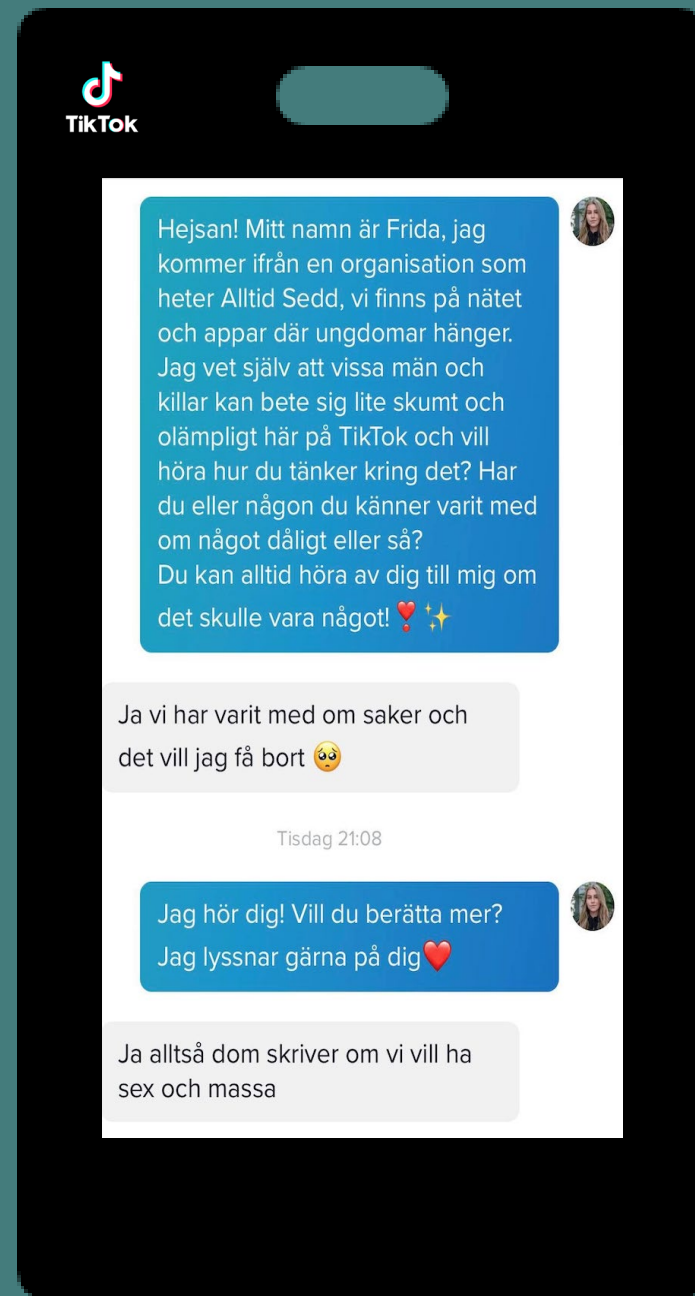 TikTok
Hejsan! Mitt namn är Frida, jag
kommer ifrån en organisation som
heter Alltid Sedd, vi finns på nätet
och appar där ungdomar hänger.
Jag vet själv att vissa män och
killar kan bete sig lite skumt och
olämpligt här på TikTok och vill
höra hur du tänker kring det? Har
du eller någon du känner varit med
om något dåligt eller så?
Du kan alltid höra av dig till mig om
det skulle vara något! ❣️✨
Ja vi har varit med om saker och
det vill jag få bort 🥺
Tisdag 21:08
Jag hör dig! Vill du berätta mer?
Jag lyssnar gärna på dig❤️
Ja alltså dom skriver om vi vill ha
sex och massa